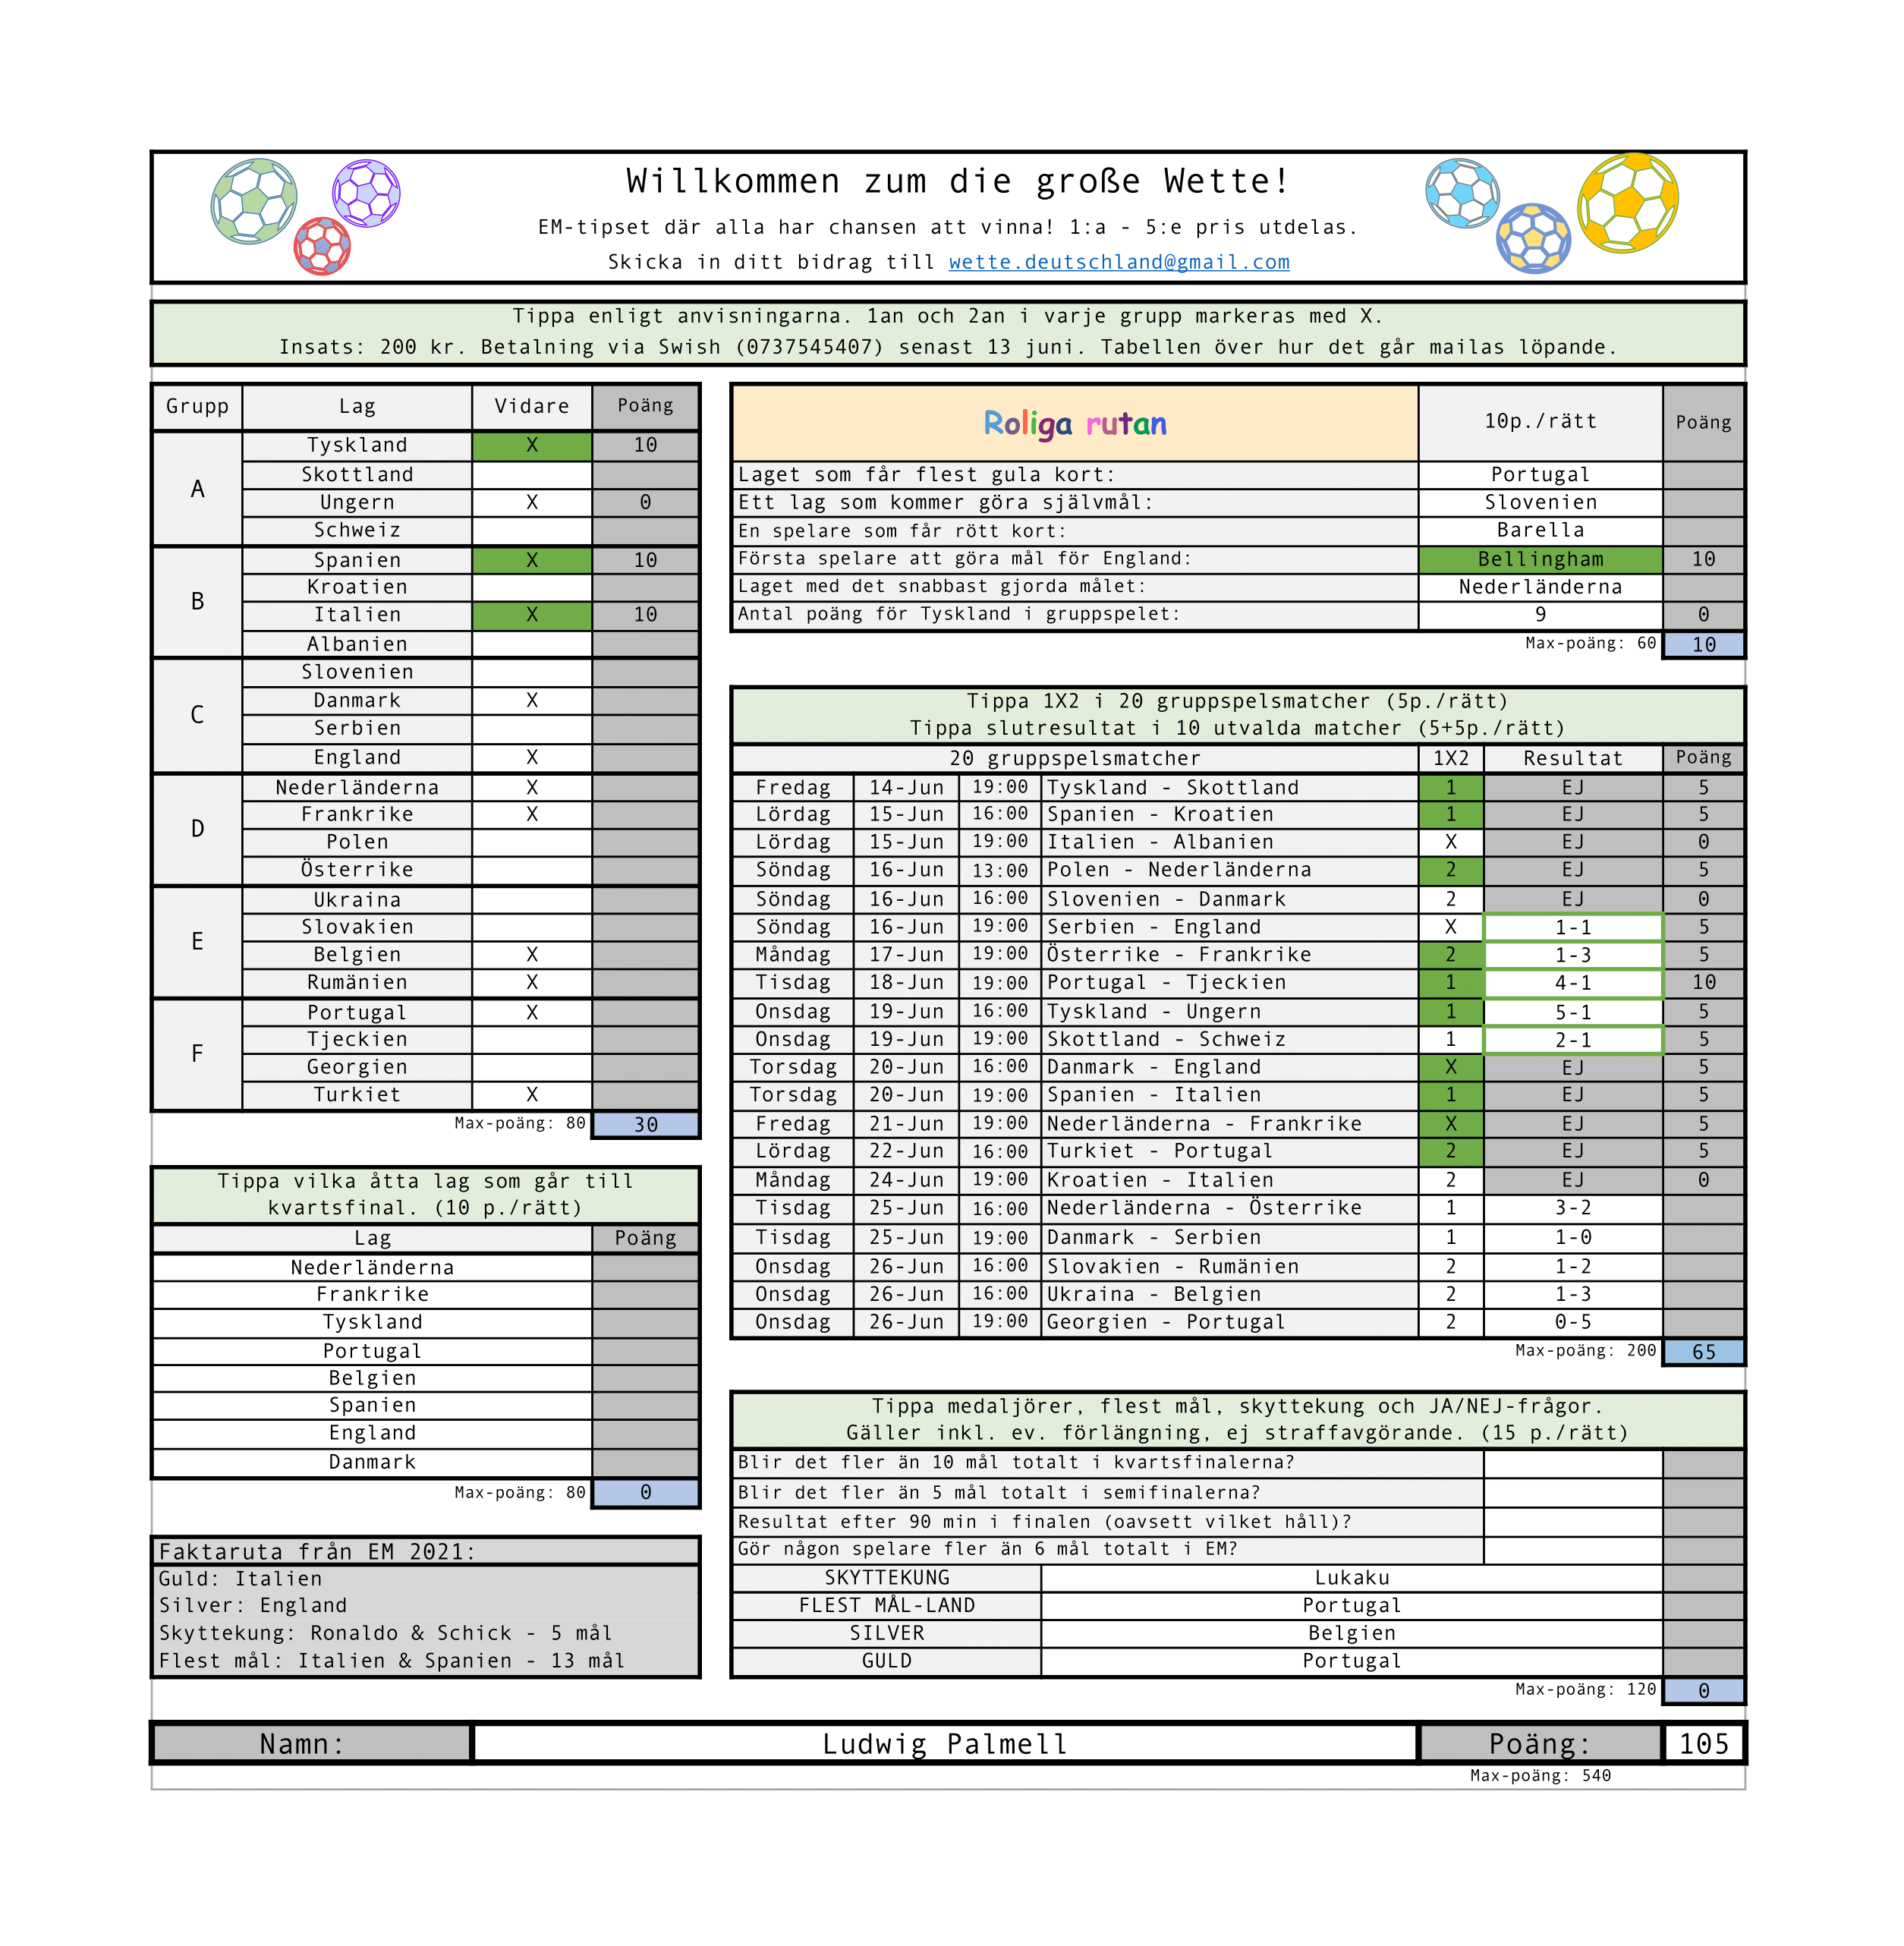 Willkommen zum die große Wette!
EM-tipset där alla har chansen att vinna! 1:a - 5:e pris utdelas.
Skicka in ditt bidrag till wette.deutschland@gmail.com
Tippa enligt anvisningarna. 1an och 2an i varje grupp markeras med X.
Insats: 200 kr. Betalning via Swish (0737545407) senast 13 juni. Tabellen över hur det går mailas löpande.
Grupp Lag Vidare Poäng
A
Tyskland X 10
Skottland
Ungern X 0
Schweiz
B
Spanien X 10
Kroatien
Italien X 10
Albanien
C
Slovenien
Danmark X
Serbien
England X
D
Nederländerna X
Frankrike X
Polen
Österrike
E
Ukraina
Slovakien
Belgien X
Rumänien X
F
Portugal X
Tjeckien
Georgien
Turkiet X
Max-poäng: 80 30
Tippa vilka åtta lag som går till
kvartsfinal. (10 p./rätt)
Lag Poäng
Nederländerna
Frankrike
Tyskland
Portugal
Belgien
Spanien
England
Danmark
Max-poäng: 80 0
Faktaruta från EM 2021:
Guld: Italien
Silver: England
Skyttekung: Ronaldo & Schick - 5 mål
Flest mål: Italien & Spanien - 13 mål
Roliga rutan 10p./rätt Poäng
Laget som får flest gula kort: Portugal
Ett lag som kommer göra självmål: Slovenien
En spelare som får rött kort: Barella
Första spelare att göra mål för England: Bellingham 10
Laget med det snabbast gjorda målet: Nederländerna
Antal poäng för Tyskland i gruppspelet: 9 0
Max-poäng: 60 10
Tippa 1X2 i 20 gruppspelsmatcher (5p./rätt)
Tippa slutresultat i 10 utvalda matcher (5+5p./rätt)
20 gruppspelsmatcher 1X2 Resultat Poäng
Fredag 14-Jun 19:00 Tyskland - Skottland 1 EJ 5
Lördag 15-Jun 16:00 Spanien - Kroatien 1 EJ 5
Lördag 15-Jun 19:00 Italien - Albanien X EJ 0
Söndag 16-Jun 13:00 Polen - Nederländerna 2 EJ 5
Söndag 16-Jun 16:00 Slovenien - Danmark 2 EJ 0
Söndag 16-Jun 19:00 Serbien - England X 1-1 5
Måndag 17-Jun 19:00 Österrike - Frankrike 2 1-3 5
Tisdag 18-Jun 19:00 Portugal - Tjeckien 1 4-1 10
Onsdag 19-Jun 16:00 Tyskland - Ungern 1 5-1 5
Onsdag 19-Jun 19:00 Skottland - Schweiz 1 2-1 5
Torsdag 20-Jun 16:00 Danmark - England X EJ 5
Torsdag 20-Jun 19:00 Spanien - Italien 1 EJ 5
Fredag 21-Jun 19:00 Nederländerna - Frankrike X EJ 5
Lördag 22-Jun 16:00 Turkiet - Portugal 2 EJ 5
Måndag 24-Jun 19:00 Kroatien - Italien 2 EJ 0
Tisdag 25-Jun 16:00 Nederländerna - Österrike 1 3-2
Tisdag 25-Jun 19:00 Danmark - Serbien 1 1-0
Onsdag 26-Jun 16:00 Slovakien - Rumänien 2 1-2
Onsdag 26-Jun 16:00 Ukraina - Belgien 2 1-3
Onsdag 26-Jun 19:00 Georgien - Portugal 2 0-5
Max-poäng: 200 65
Tippa medaljörer, flest mål, skyttekung och JA/NEJ-frågor.
Gäller inkl. ev. förlängning, ej straffavgörande. (15 p./rätt)
Blir det fler än 10 mål totalt i kvartsfinalerna?
Blir det fler än 5 mål totalt i semifinalerna?
Resultat efter 90 min i finalen (oavsett vilket håll)?
Gör någon spelare fler än 6 mål totalt i EM?
SKYTTEKUNG Lukaku
FLEST MÅL-LAND Portugal
SILVER Belgien
GULD Portugal
Max-poäng: 120 0
Namn: Ludwig Palmell Poäng: 105
Max-poäng: 540